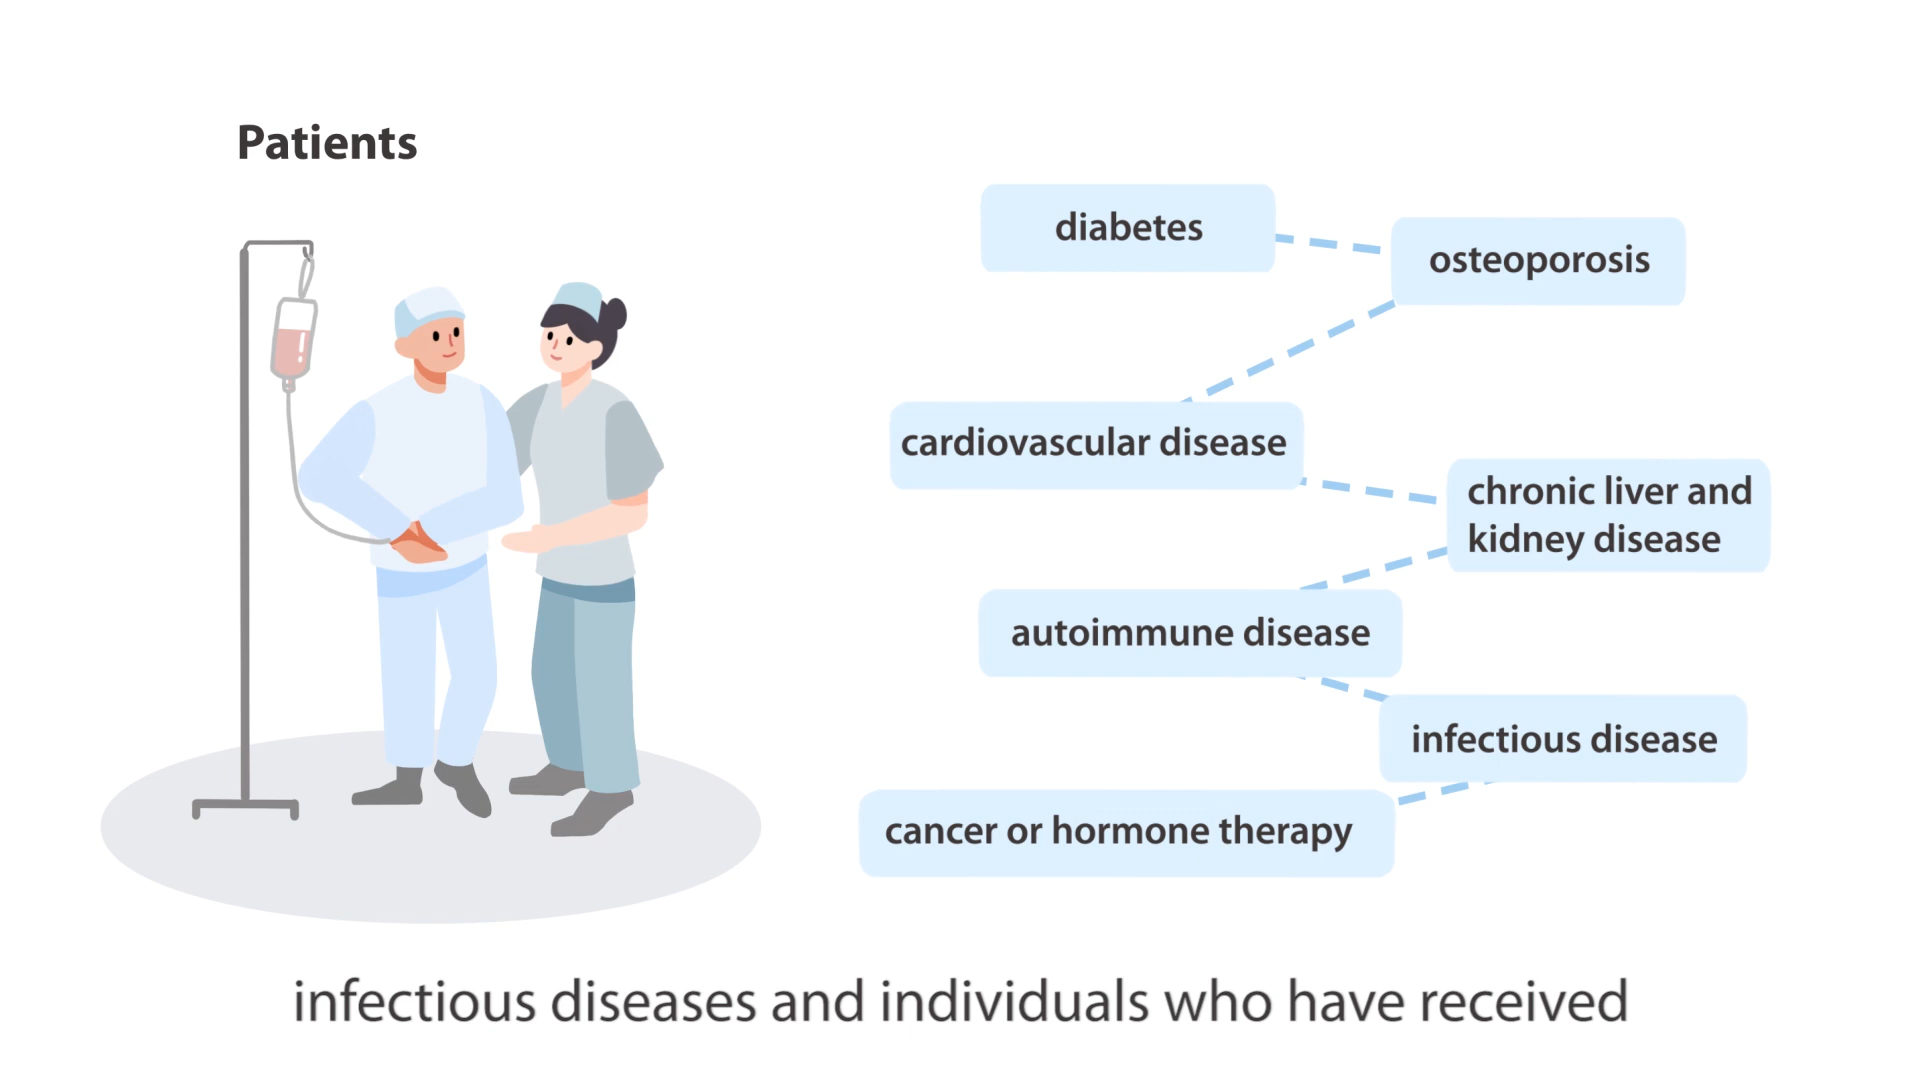 Patients
diabetes
osteoporosis
cardiovascular disease
chronic liver and
kidney disease
autoimmune disease
infectious disease
cancer or hormone therapy
infectious diseases and individuals who have received